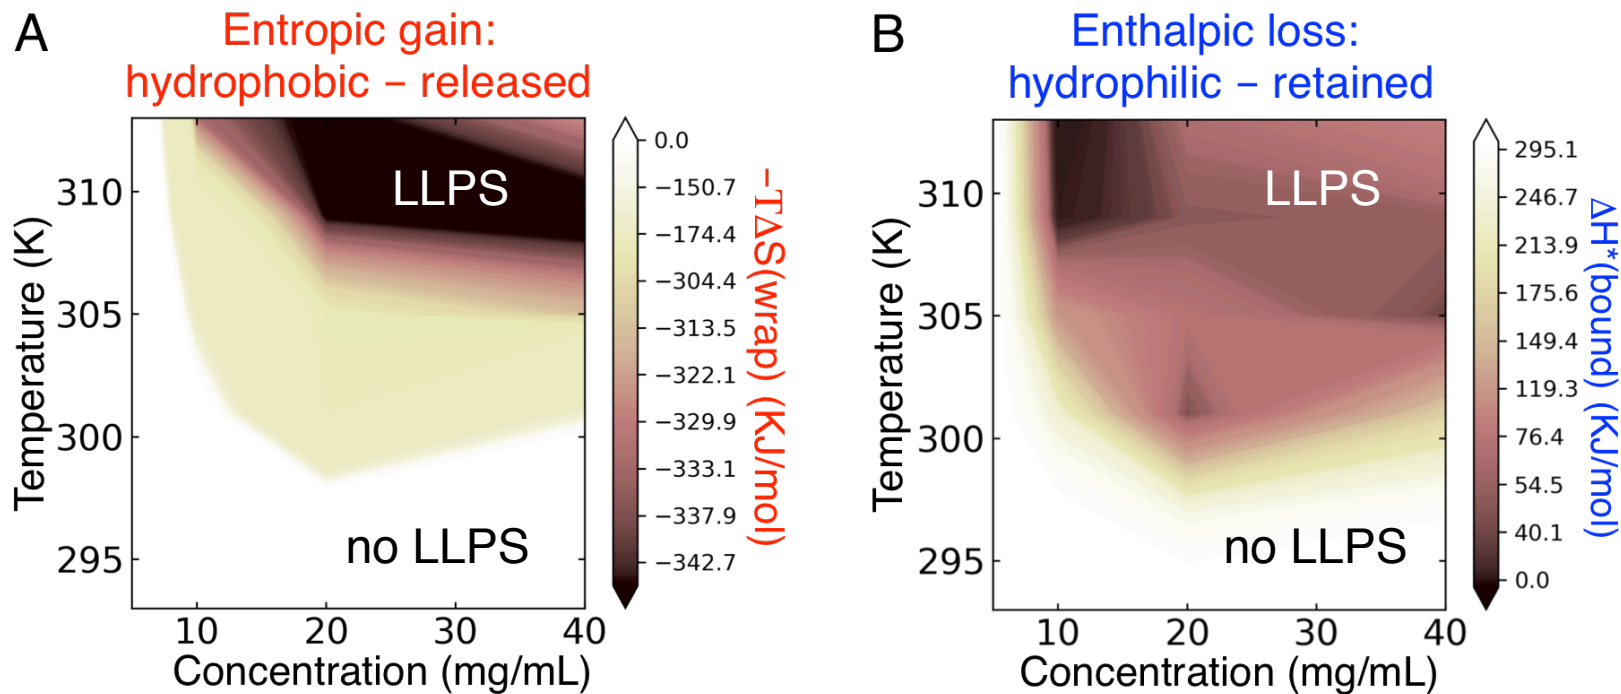 A
Entropic gain:
hydrophobic – released
LLPS
no LLPS
310
305
300
295
Temperature (K)
10
20
30
40
Concentration (mg/mL)
0.0
−150.7
−174.4
−304.4
−313.5
−322.1
−329.9
−333.1
−337.9
−342.7
−TΔS(wrap) (KJ/mol)
B
Enthalpic loss:
hydrophilic – retained
LLPS
no LLPS
310
305
300
295
Temperature (K)
10
20
30
40
Concentration (mg/mL)
295.1
246.7
213.9
175.6
149.4
119.3
76.4
54.5
40.1
0.0
ΔH*(bound) (KJ/mol)